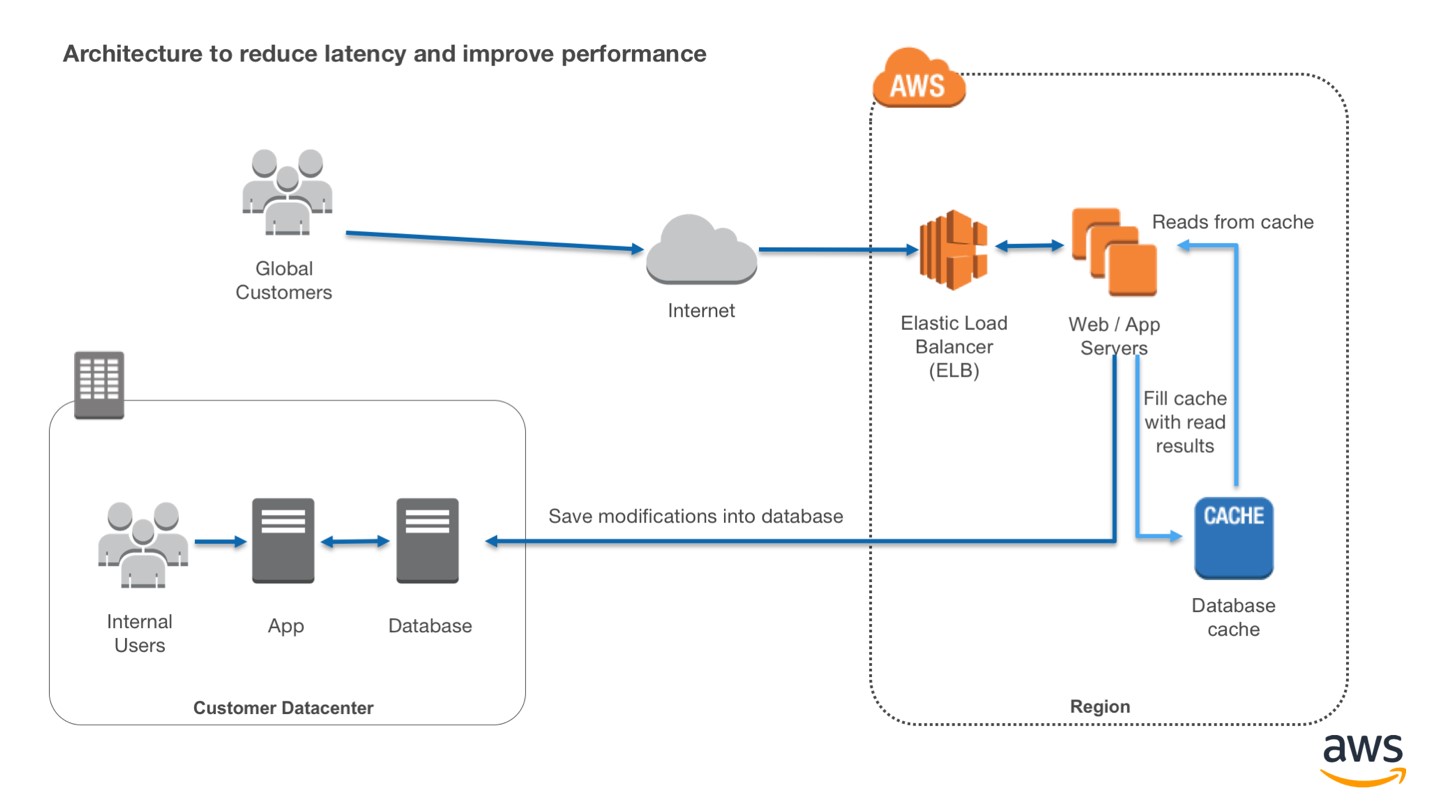 Architecture to reduce latency and improve performance
AWS
Reads from cache
Global
Customers
Internet
Elastic Load
Balancer
(ELB)
Web / App
Servers
Fill cache
with read
results
Save modifications into database
CACHE
Database
cache
Internal
Users
App
Database
Customer Datacenter
Region
aws